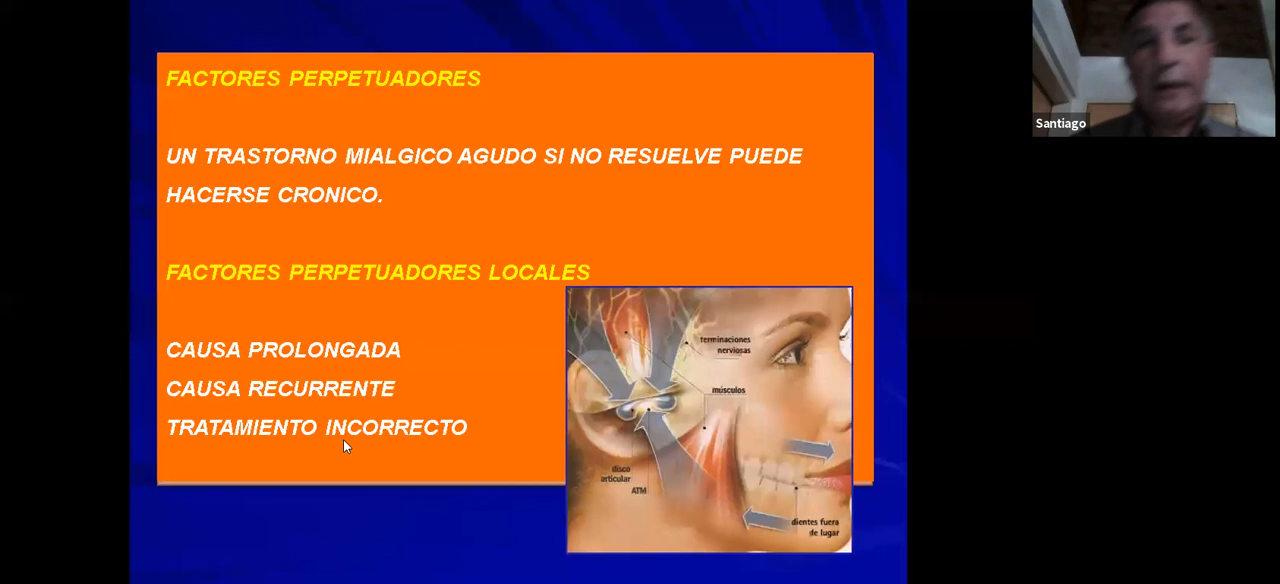 FACTORES PERPETUADORES
UN TRASTORNO MIALGICO AGUDO SI NO RESUELVE PUEDE
HACERSE CRONICO.
FACTORES PERPETUADORES LOCALES
CAUSA PROLONGADA
CAUSA RECURRENTE
TRATAMIENTO INCORRECTO
terminaciones
nerviosas
músculos
disco
articular
ATM
dientes fuera
de lugar
Santiago